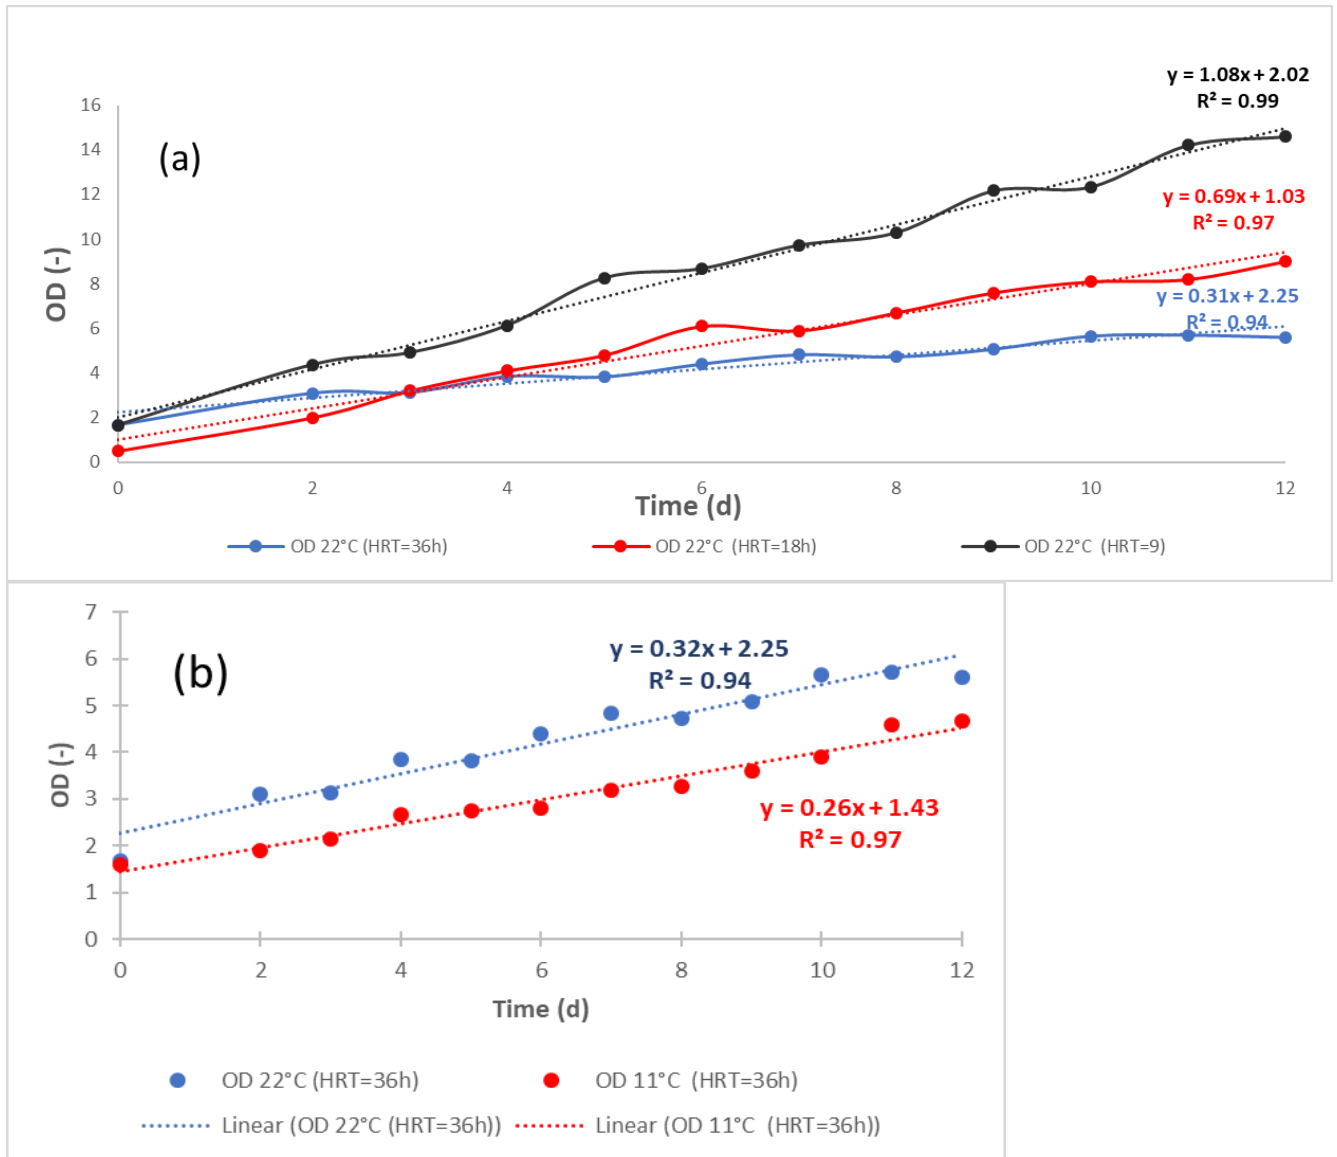 y = 1.08x + 2.02
R² = 0.99
16
(a)
14
12
y = 0.69x + 1.03
R² = 0.97
10
OD (-)
8
y = 0.31x + 2.25
R² = 0.94
6
4
2
0
0 2 4 6 8 10 12
Time (d)
OD 22°C (HRT=36h) OD 22°C (HRT=18h) OD 22°C (HRT=9)
7
(b)
y = 0.32x + 2.25
R² = 0.94
6
5
4
OD (-)
3
y = 0.26x + 1.43
R² = 0.97
2
1
0
0 2 4 6 8 10 12
Time (d)
OD 22°C (HRT=36h) OD 11°C (HRT=36h)
Linear (OD 22°C (HRT=36h)) Linear (OD 11°C (HRT=36h))